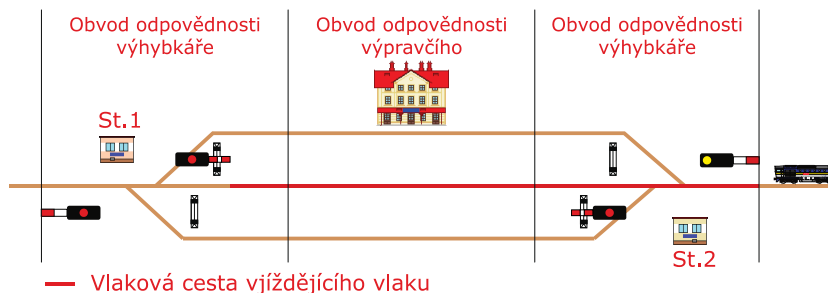 Obvod odpovědnosti
výhybkáře
Obvod odpovědnosti
výpravčího
Obvod odpovědnosti
výhybkáře
St.1
St.2
Vlaková cesta vjíždějícího vlaku